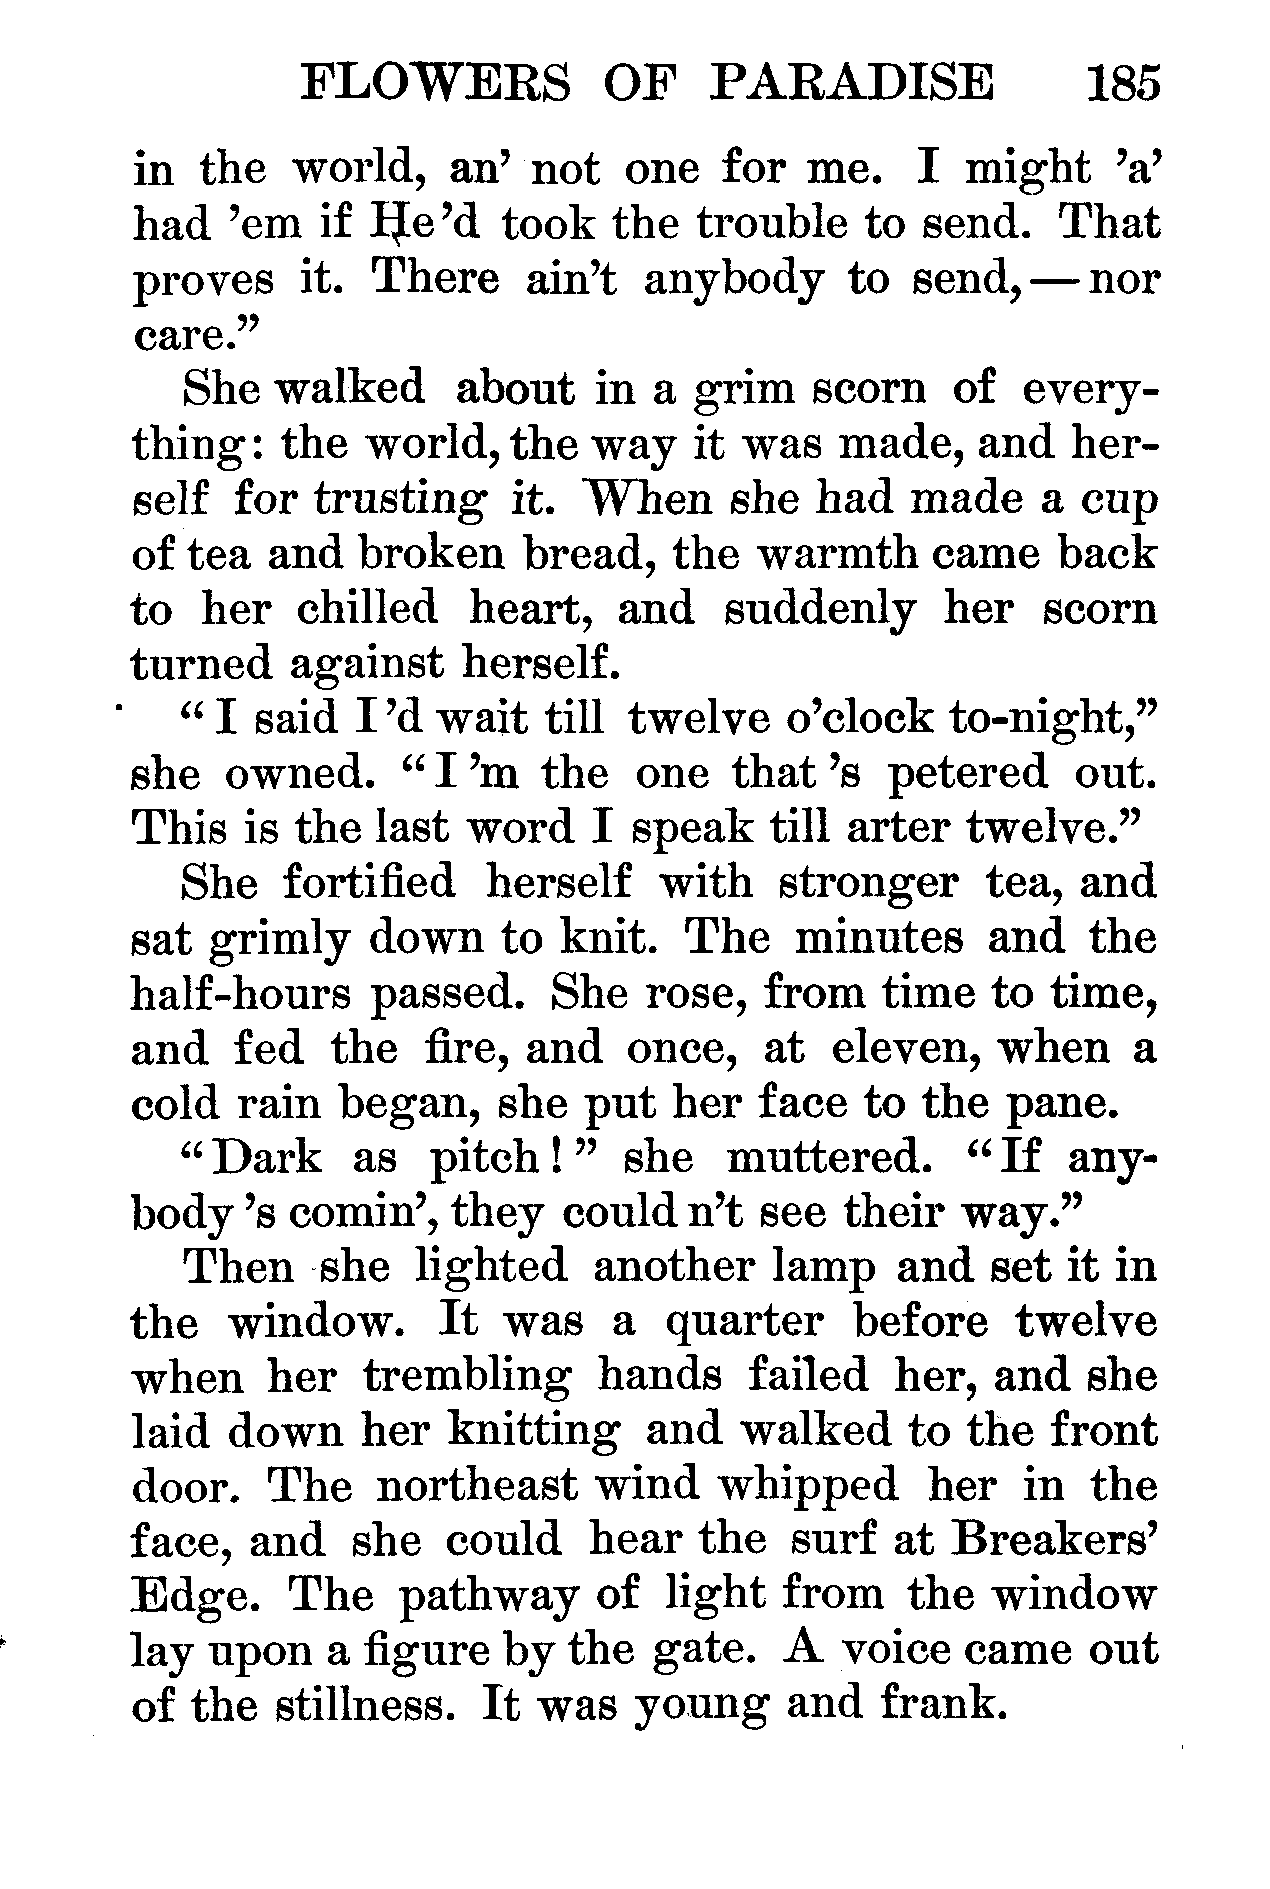 FLOWERS OF PARADISE 185
in the world, an' not one for me. I might 'a'
had 'em if He 'd took the trouble to send. That
proves it. There ain't anybody to send,—nor
care."
She walked about in a grim scorn of every-
thing: the world, the way it was made, and her-
self for trusting it. When she had made a cup
of tea and broken bread, the warmth came back
to her chilled heart, and suddenly her scorn
turned against herself.
"I said I 'd wait till twelve o'clock to-night,"
she owned. "I 'm the one that 's petered out.
This is the last word I speak till arter twelve."
She fortified herself with stronger tea, and
sat grimly down to knit. The minutes and the
half-hours passed. She rose, from time to time,
and fed the fire, and once, at eleven, when a
cold rain began, she put her face to the pane.
"Dark as pitch!" she muttered. "If any-
body 's comin', they could n't see their way."
Then she lighted another lamp and set it in
the window. It was a quarter before twelve
when her trembling hands failed her, and she
laid down her knitting and walked to the front
door. The northeast wind whipped her in the
face, and she could hear the surf at Breakers'
Edge. The pathway of light from the window
lay upon a figure by the gate. A voice came out
of the stillness. It was young and frank.